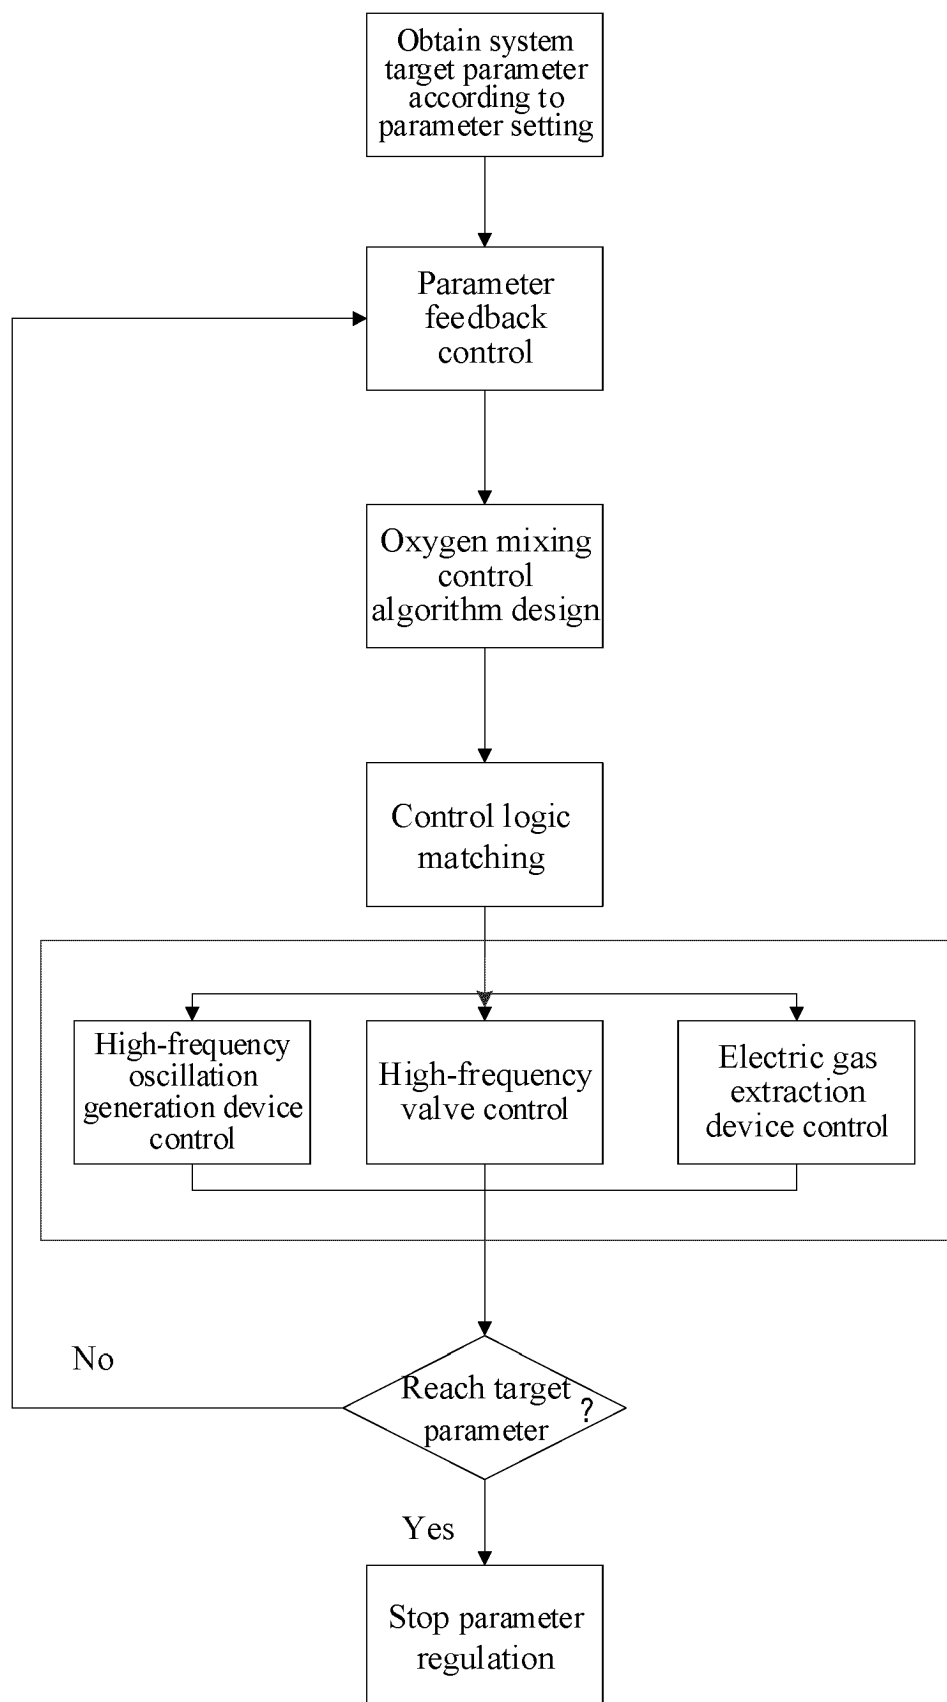 Obtain system
target parameter
according to
parameter setting
Parameter
feedback
control
Oxygen mixing
control
algorithm design
Control logic
matching
High-frequency
oscillation
generation device
control
High-frequency
valve control
Electric gas
extraction
device control
No
Reach target
parameter ?
Yes
Stop parameter
regulation